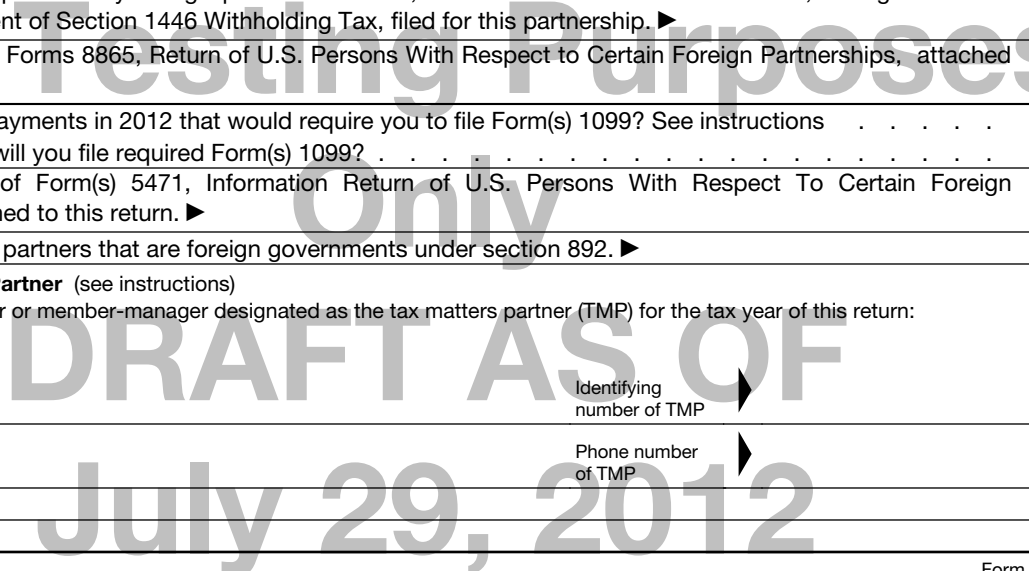 nt of Section 1446 Withholding Tax, filed for this partnership. ▶
Testing Purposes
Forms 8865, Return of U.S. Persons With Respect to Certain Foreign Partnerships, attached
ayments in 2012 that would require you to file Form(s) 1099? See instructions . . . . .
will you file required Form(s) 1099? . . . . . . . . . . . . . . . . . . . .
of Form(s) 5471, Information Return of U.S. Persons With Respect To Certain Foreign
Only
ned to this return. ▶
partners that are foreign governments under section 892. ▶
Partner (see instructions)
r or member-manager designated as the tax matters partner (TMP) for the tax year of this return:
DRAFT AS OF
Identifying
number of TMP
Phone number
of TMP
July 29, 2012
Form